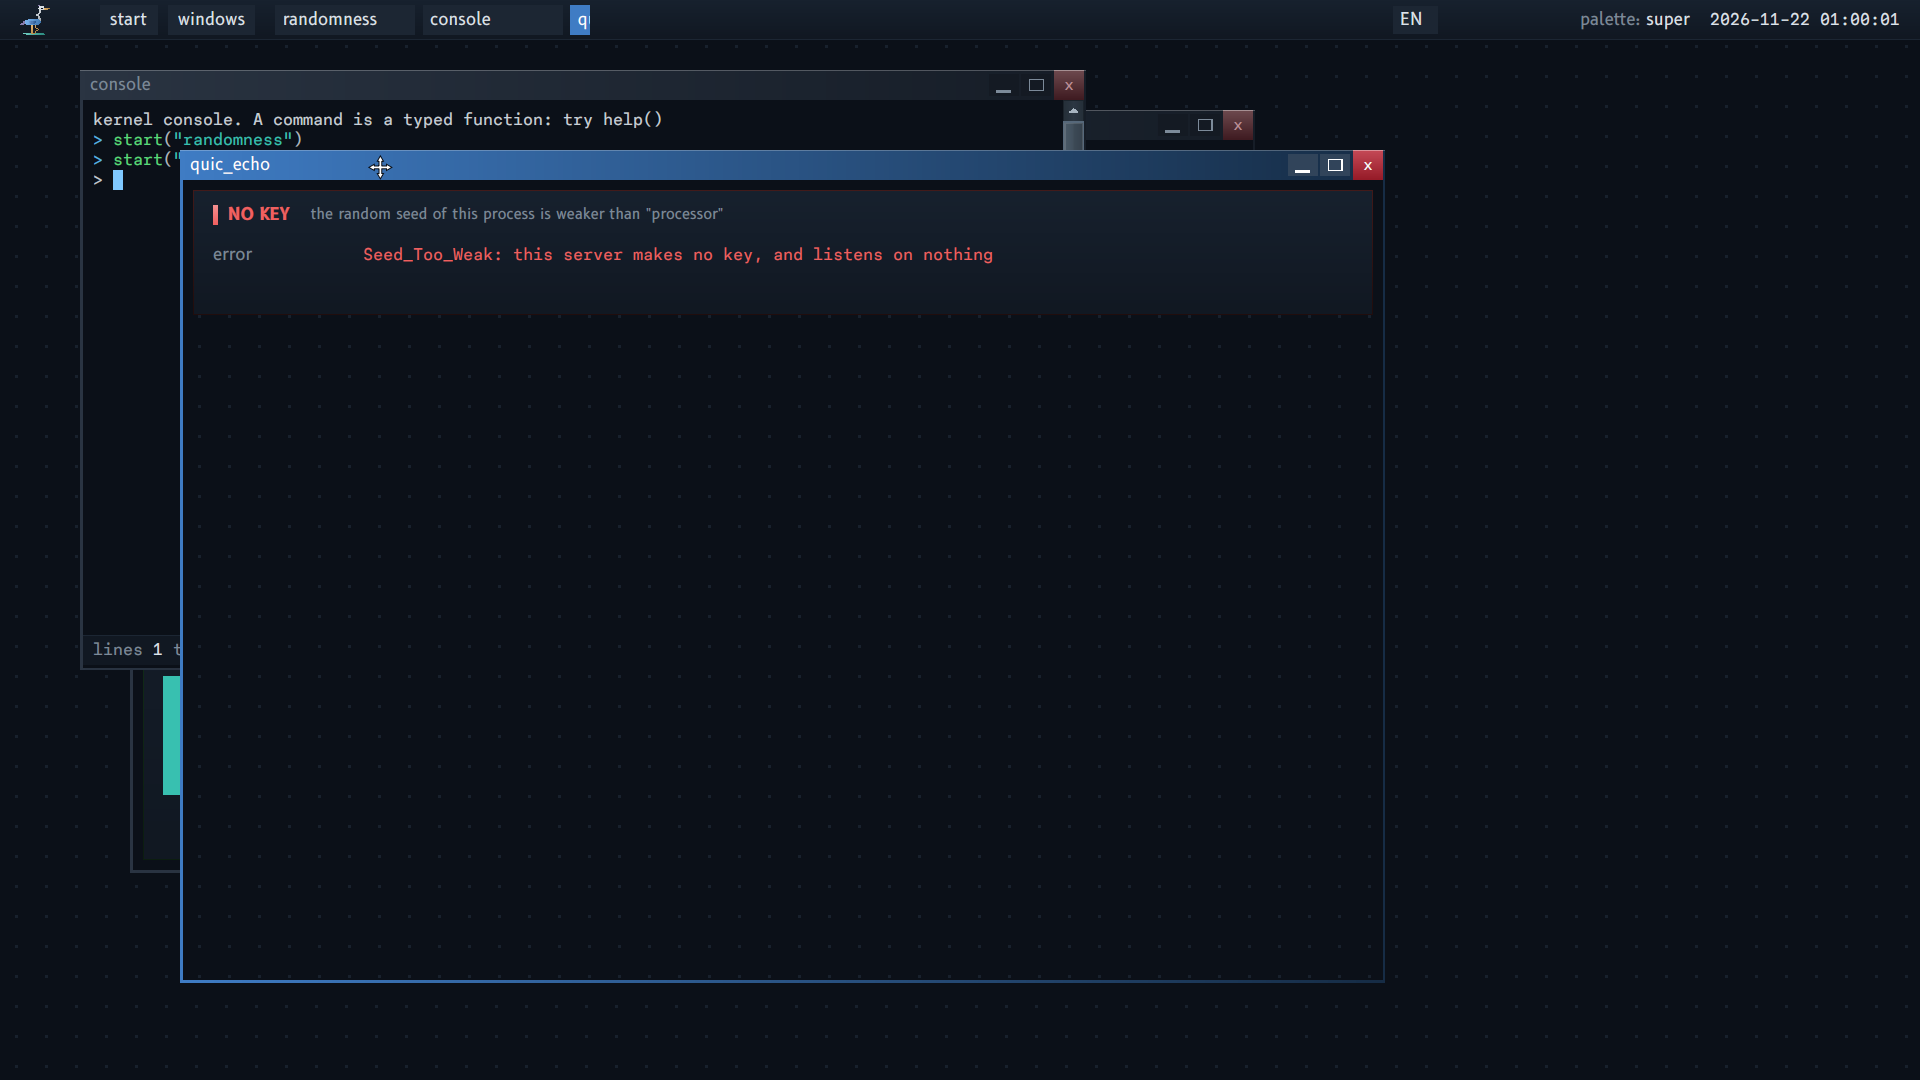 start windows randomness console EN palette: super 2026-11-22 01:00:01
console x
kernel console. A command is a typed function: try help()
> start("randomness")
> start("
>
x
quic_echo x
NO KEY the random seed of this process is weaker than "processor"
error Seed_Too_Weak: this server makes no key, and listens on nothing
lines 1